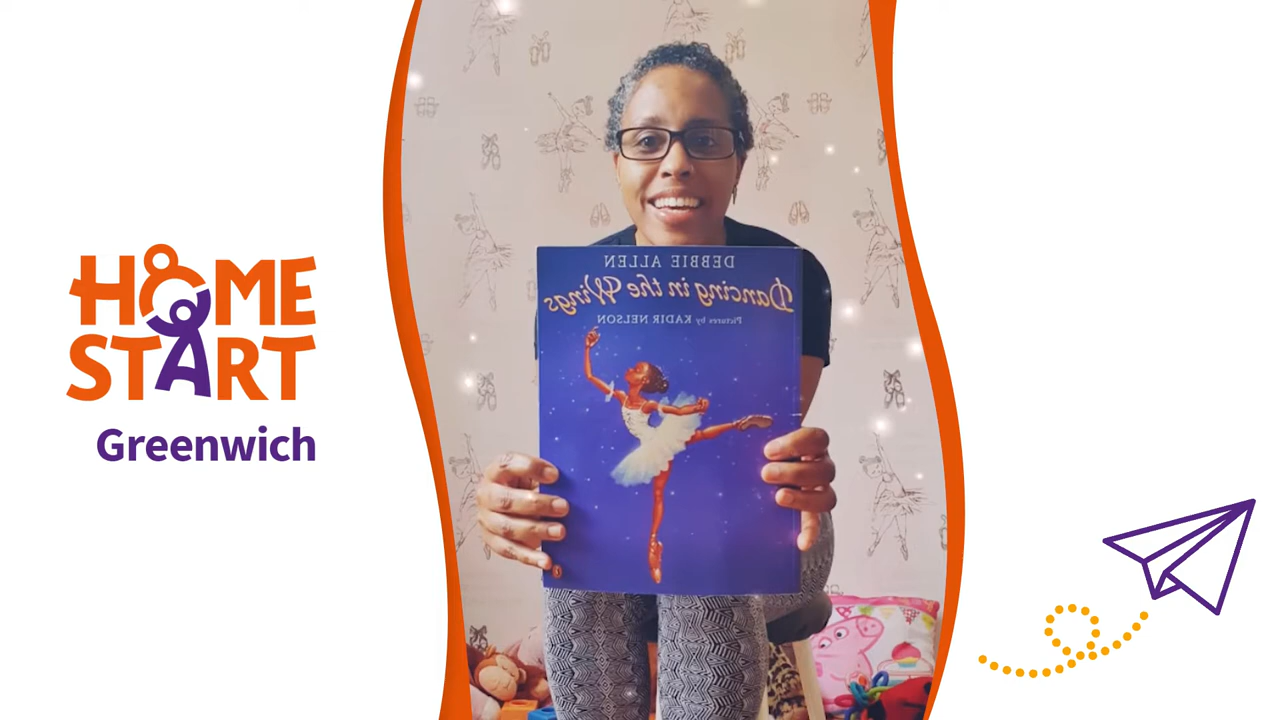 HOME
START
Greenwich
DEBBIE ALLEN
Dancing in the Wings
Pictures by KADIR NELSON